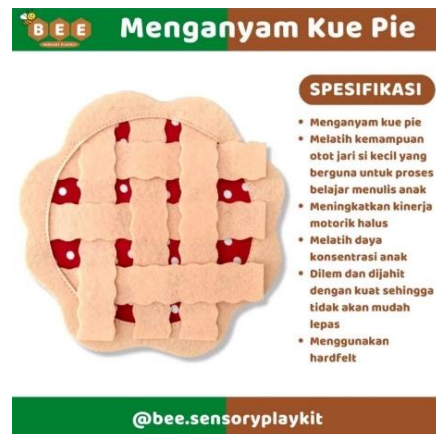 BEE
SENSORY PLAYKIT
Menganyam Kue Pie
SPESIFIKASI
• Menganyam kue pie
• Melatih kemampuan
otot jari si kecil yang
berguna untuk proses
belajar menulis anak
• Meningkatkan kinerja
motorik halus
• Melatih daya
konsentrasi anak
• Dilem dan dijahit
dengan kuat sehingga
tidak akan mudah
lepas
• Menggunakan
hardfelt
@bee.sensoryplaykit